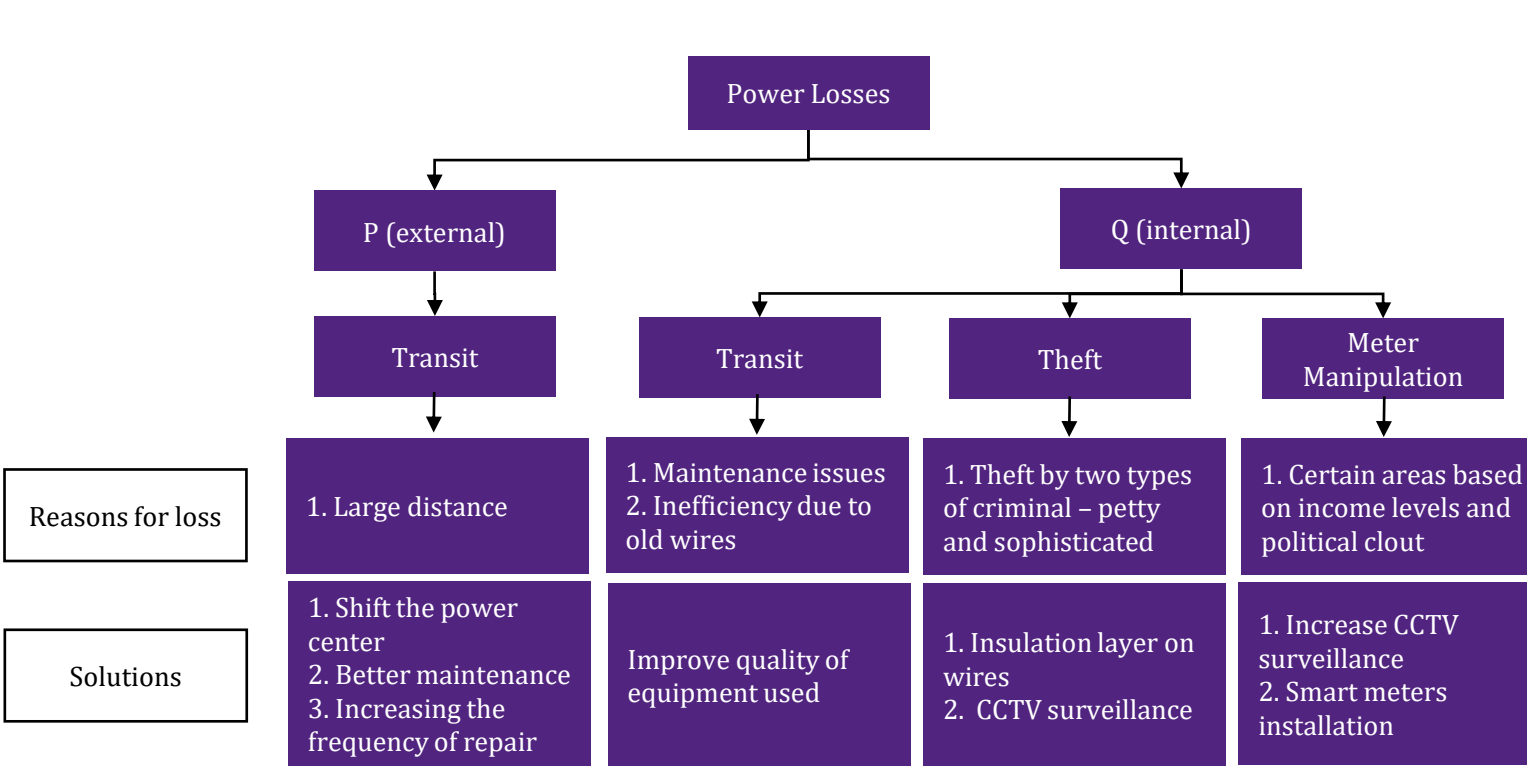 Power Losses
P (external)
Q (internal)
Transit
Transit
Theft
Meter
Manipulation
Reasons for loss
1. Large distance
1. Maintenance issues
2. Inefficiency due to
old wires
1. Theft by two types
of criminal – petty
and sophisticated
1. Certain areas based
on income levels and
political clout
Solutions
1. Shift the power
center
2. Better maintenance
3. Increasing the
frequency of repair
Improve quality of
equipment used
1. Insulation layer on
wires
2. CCTV surveillance
1. Increase CCTV
surveillance
2. Smart meters
installation